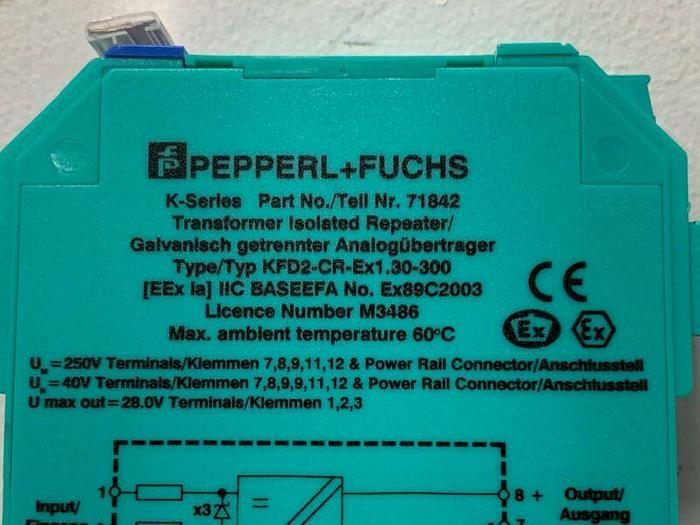 PEPPERL+FUCHS
K-Series Part No./Teil Nr. 71842
Transformer Isolated Repeater/
Galvanisch getrennter Analogübertrager
Type/Typ KFD2-CR-Ex1.30-300
[EEx ia] IIC BASEEFA No. Ex89C2003
Licence Number M3486
Max. ambient temperature 60°C
CE
Ex Ex
=250V Terminals/Klemmen 7,8,9,11,12 & Power Rail Connector/Anschlussteil
=40V Terminals/Klemmen 7,8,9,9,11,12 & Power Rail Connector/Anschlussteil
U max out=28.0V Terminals/Klemmen 1,2,3
1
8 +
Output/
Ausgang
Input/
x3
=
7